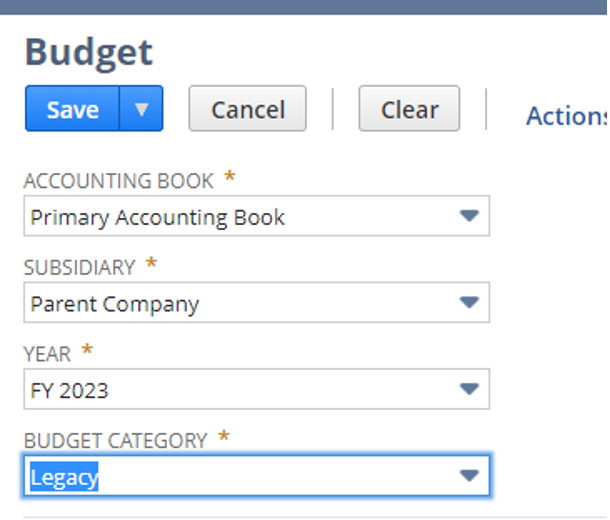 Budget
Save Cancel Clear Actions
ACCOUNTING BOOK *
Primary Accounting Book
SUBSIDIARY *
Parent Company
YEAR *
FY 2023
BUDGET CATEGORY *
Legacy